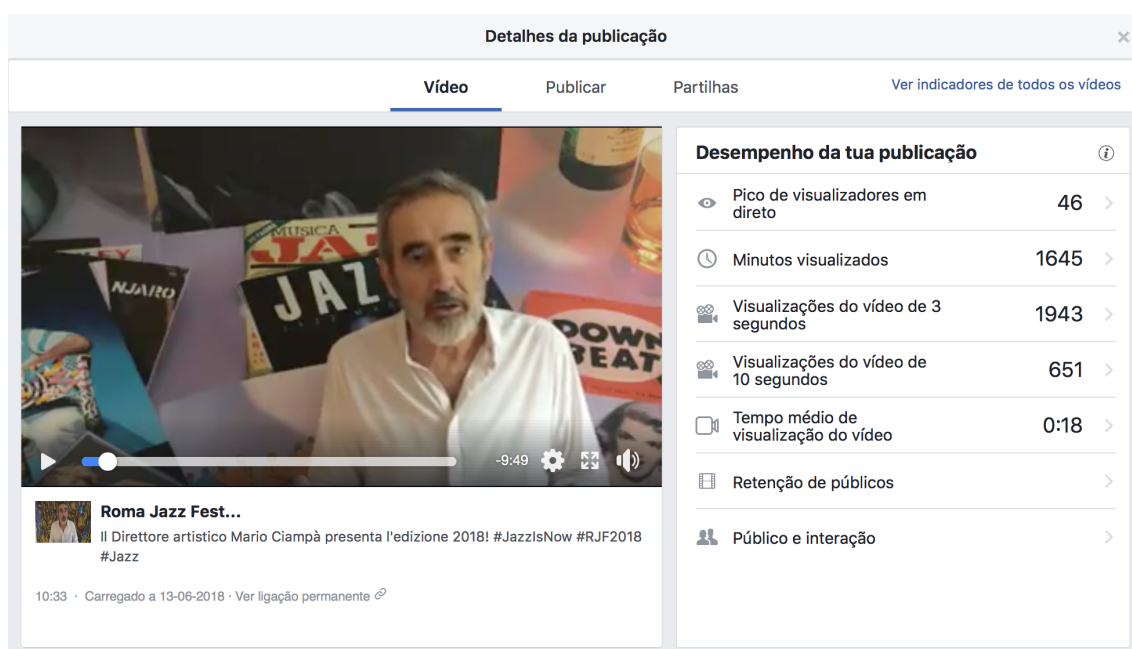 Detalhes da publicação
Vídeo
Publicar
Partilhas
Ver indicadores de todos os vídeos
NJARO
MUSICA
JAZZ
DOWN
BEAT
-9:49
Roma Jazz Fest...
Il Direttore artistico Mario Ciampà presenta l'edizione 2018! #JazzIsNow #RJF2018
#Jazz
10:33 · Carregado a 13-06-2018 · Ver ligação permanente
Desempenho da tua publicação
Pico de visualizadores em
direto
46
Minutos visualizados
1645
Visualizações do vídeo de 3
segundos
1943
Visualizações do vídeo de
10 segundos
651
Tempo médio de
visualização do vídeo
0:18
Retenção de públicos
Público e interação